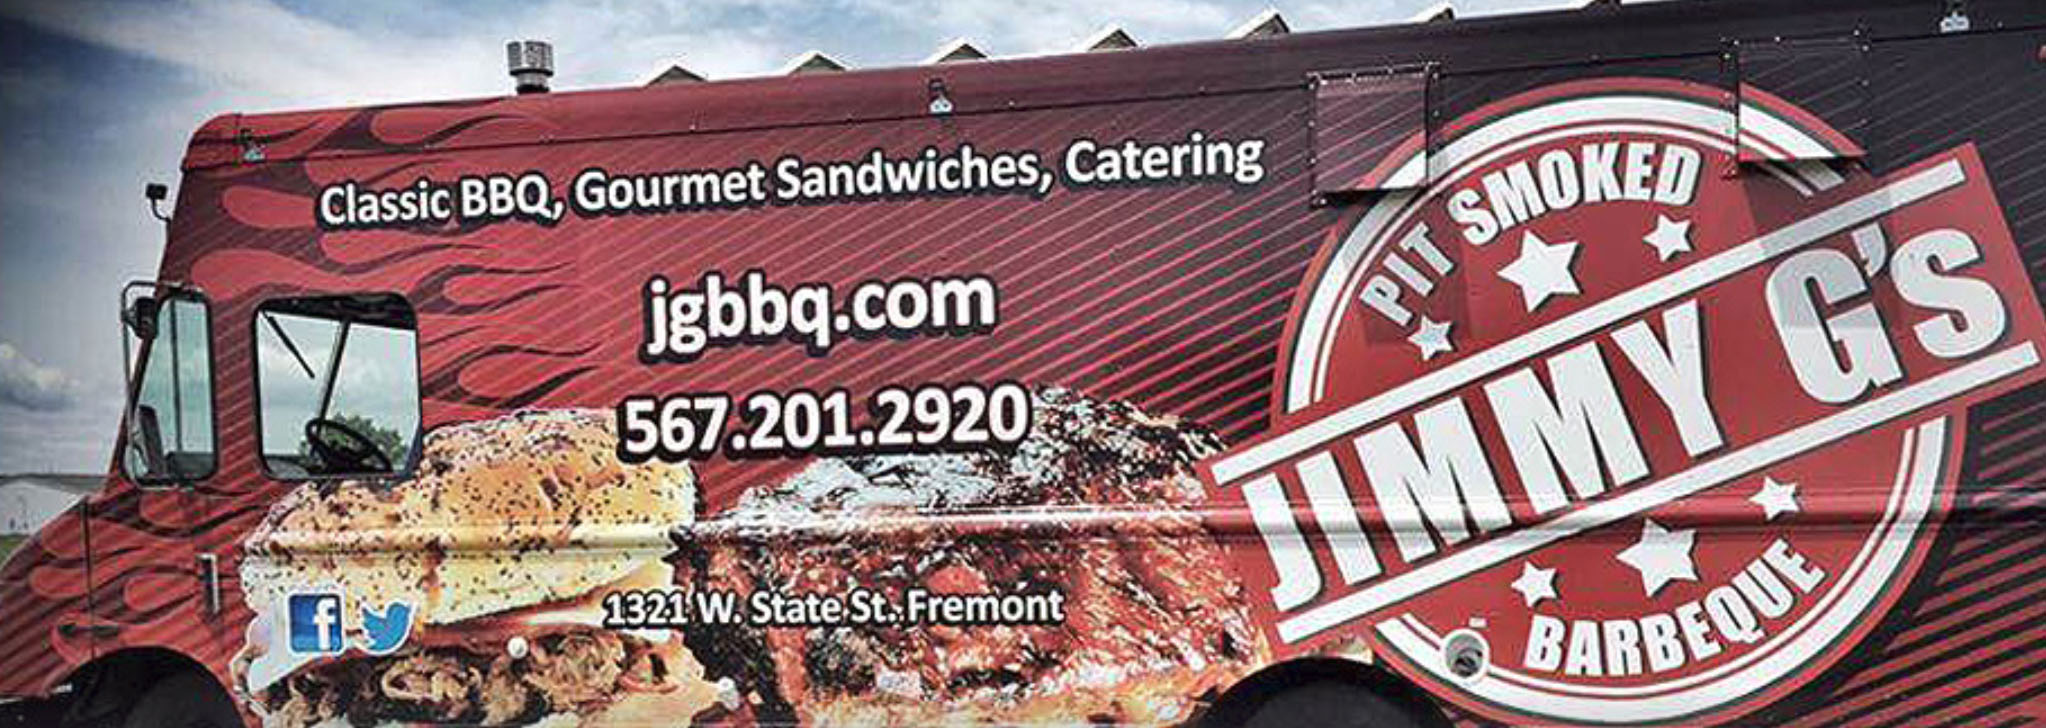 Classic BBQ, Gourmet Sandwiches, Catering
jgbbq.com
567.201.2920
1321 W. State St. Fremont
f
PIT SMOKED
JIMMY G'S
BARBEQUE